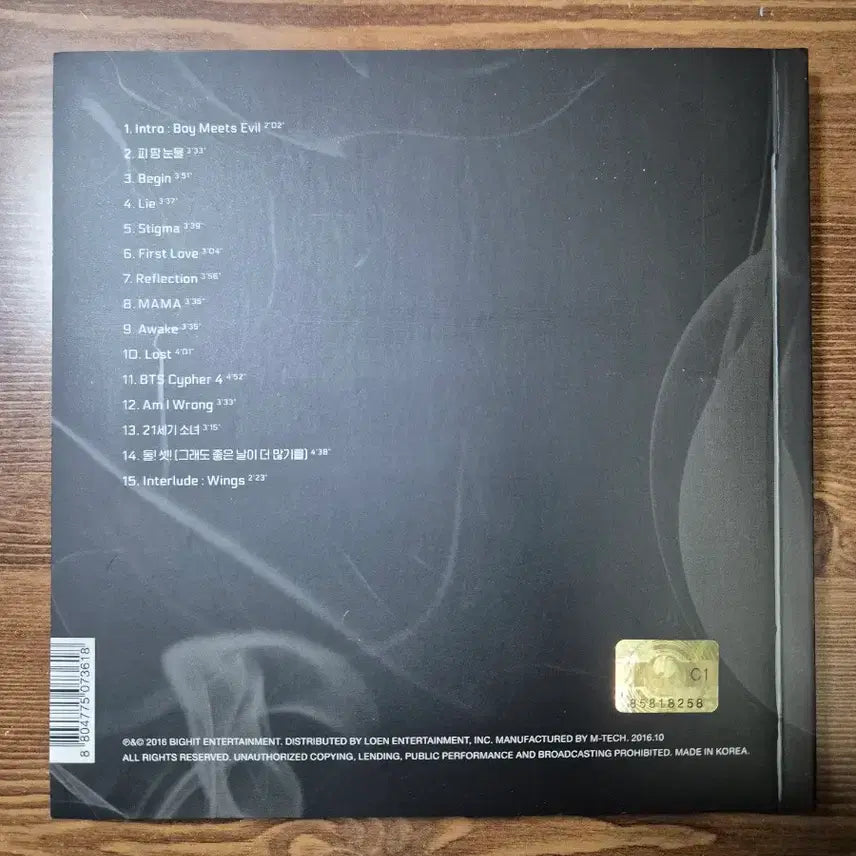 1. Intro : Boy Meets Evil 2'02"
2. 피 땀 눈물 3'33"
3. Begin 3'51"
4. Lie 3'37"
5. Stigma 3'39"
6. First Love 3'04"
7. Reflection 3'56"
8. MAMA 3'35"
9. Awake 3'35"
10. Lost 4'01"
11. BTS Cypher 4 4'52"
12. Am I Wrong 3'33"
13. 21세기 소녀 3'15"
14. 둘! 셋! (그래도 좋은 날이 더 많기를) 4'38"
15. Interlude : Wings 2'23"
8 804775 073618
C1
85818258
℗&© 2016 BIGHIT ENTERTAINMENT. DISTRIBUTED BY LOEN ENTERTAINMENT, INC. MANUFACTURED BY M-TECH. 2016.10
ALL RIGHTS RESERVED. UNAUTHORIZED COPYING, LENDING, PUBLIC PERFORMANCE AND BROADCASTING PROHIBITED. MADE IN KOREA.